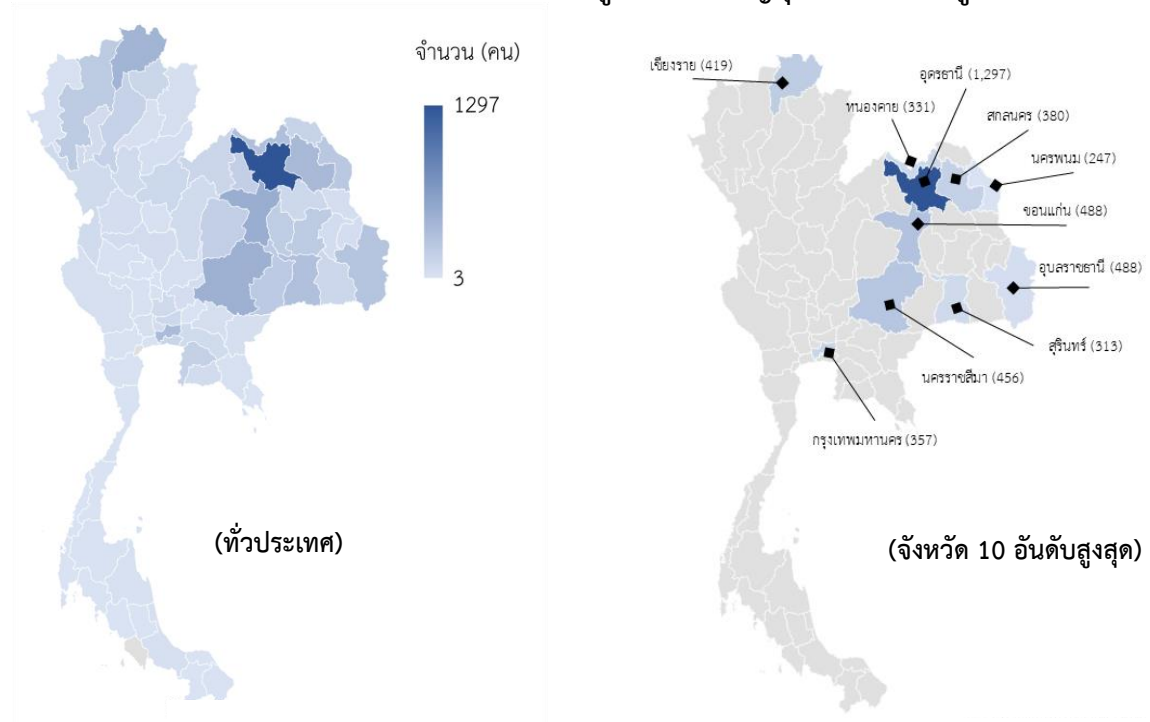 จำนวน (คน)
1297
3
(ทั่วประเทศ)
เชียงราย (419)
อุดรธานี (1,297)
หนองคาย (331)
สกลนคร (380)
นครพนม (247)
ขอนแก่น (488)
อุบลราชธานี (488)
สุรินทร์ (313)
นครราชสีมา (456)
กรุงเทพมหานคร (357)
(จังหวัด 10 อันดับสูงสุด)